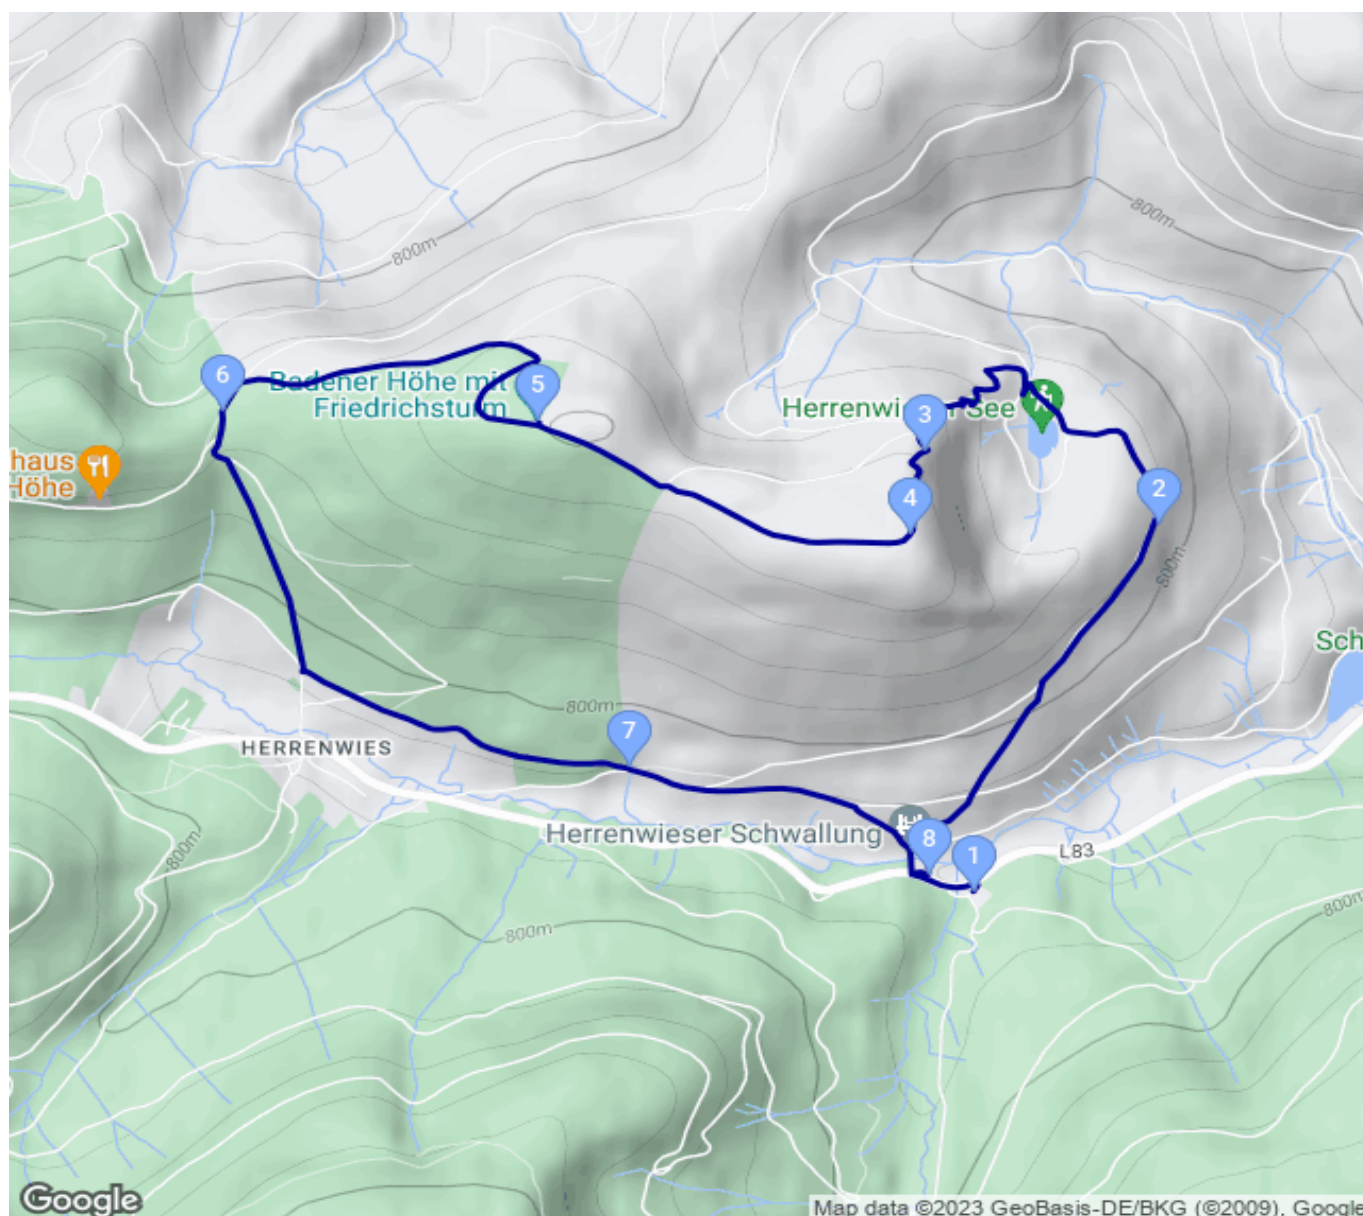 800m
800m
6
Badener Höhe mit
Friedrichsturm
5
Herrenwies See
3
haus
Höhe
4
2
800m
Sch
800m
7
HERRENWIES
800m
Herrenwieser Schwallung
8
1
L83
800m
800m
Google
Map data ©2023 GeoBasis-DE/BKG (©2009), Google